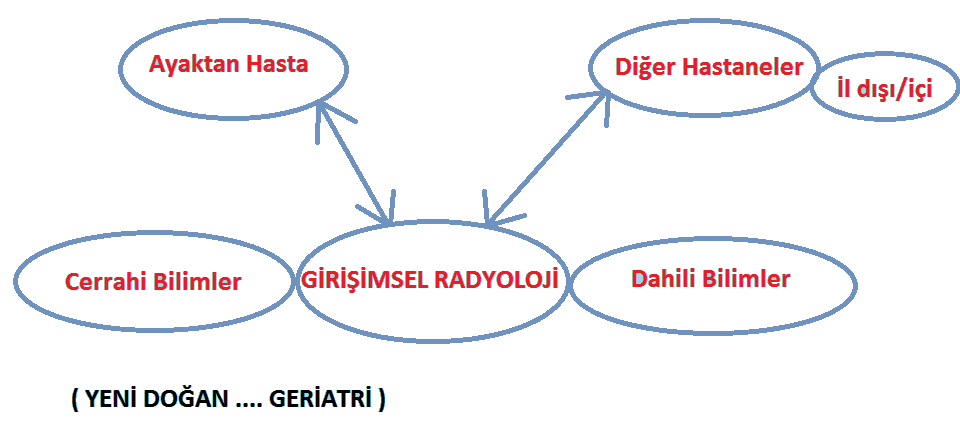 Ayaktan Hasta
Diğer Hastaneler
İl dışı/içi
Cerrahi Bilimler
GİRİŞİMSEL RADYOLOJİ
Dahili Bilimler
( YENİ DOĞAN .... GERİATRİ )